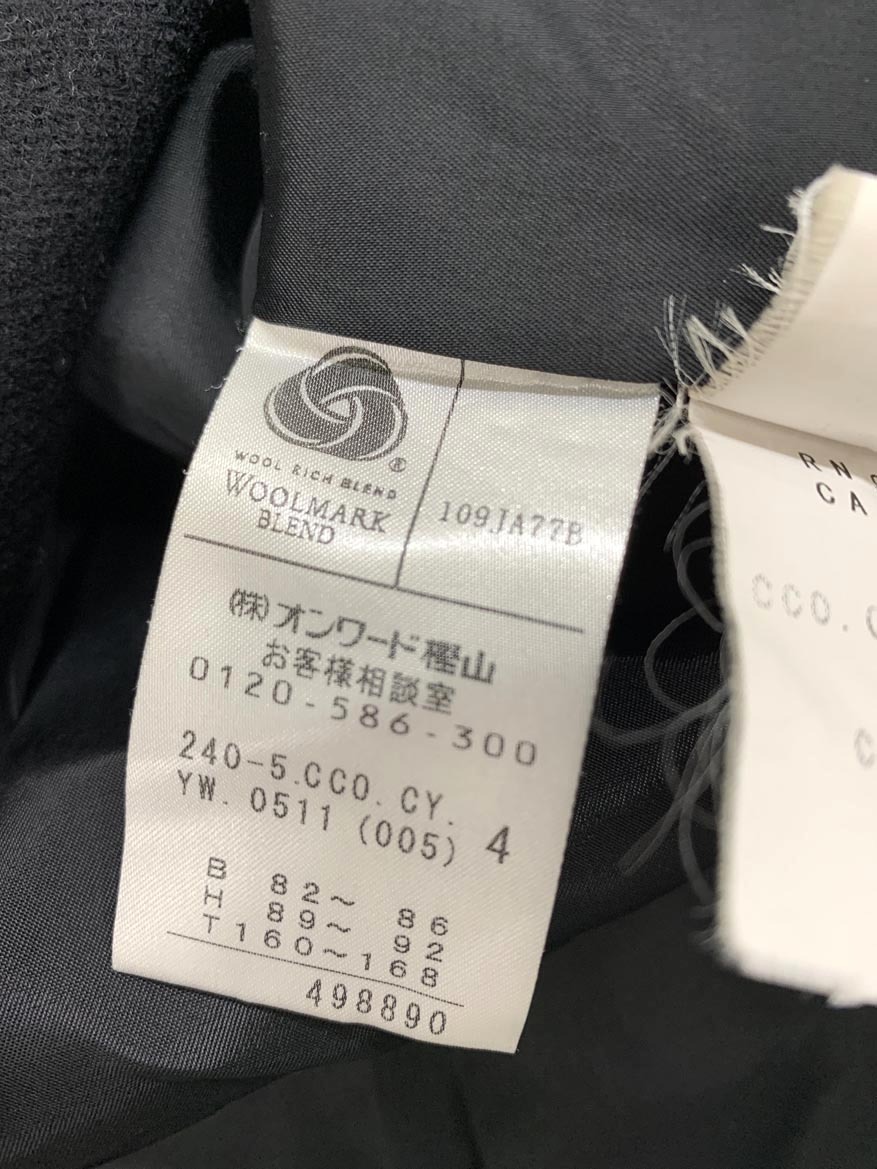 WOOL RICH BLEND
WOOLMARK
BLEND
®
109JA77B
(株)オンワード樫山
お客様相談室
0120-586-300
240-5.CCO.CY.
YW.0511(005) 4
B 82~ 86
H 89~ 92
T160~168
498890
RN
CA
CCO.